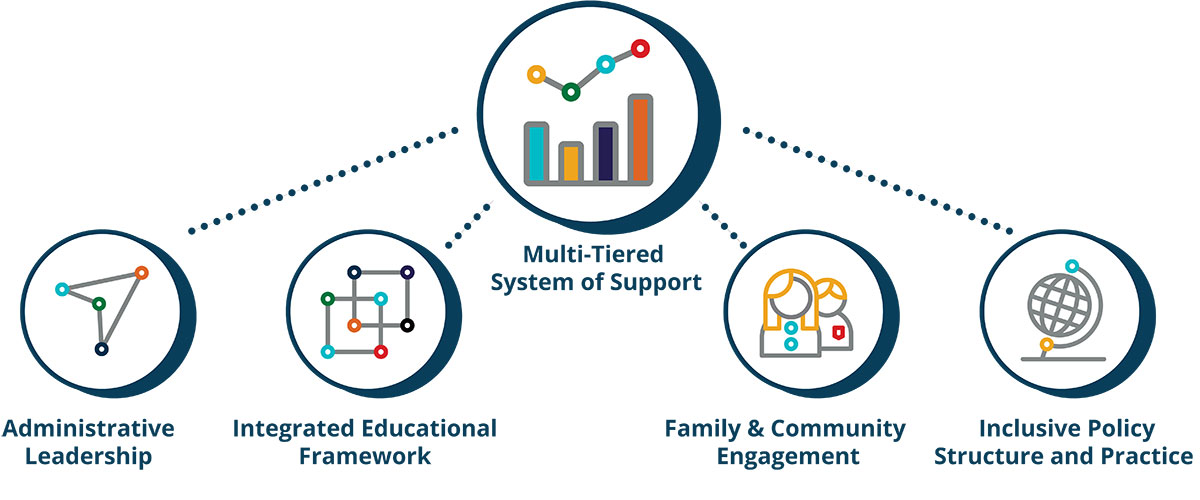 Multi-Tiered
System of Support
Administrative
Leadership
Integrated Educational
Framework
Family & Community
Engagement
Inclusive Policy
Structure and Practice